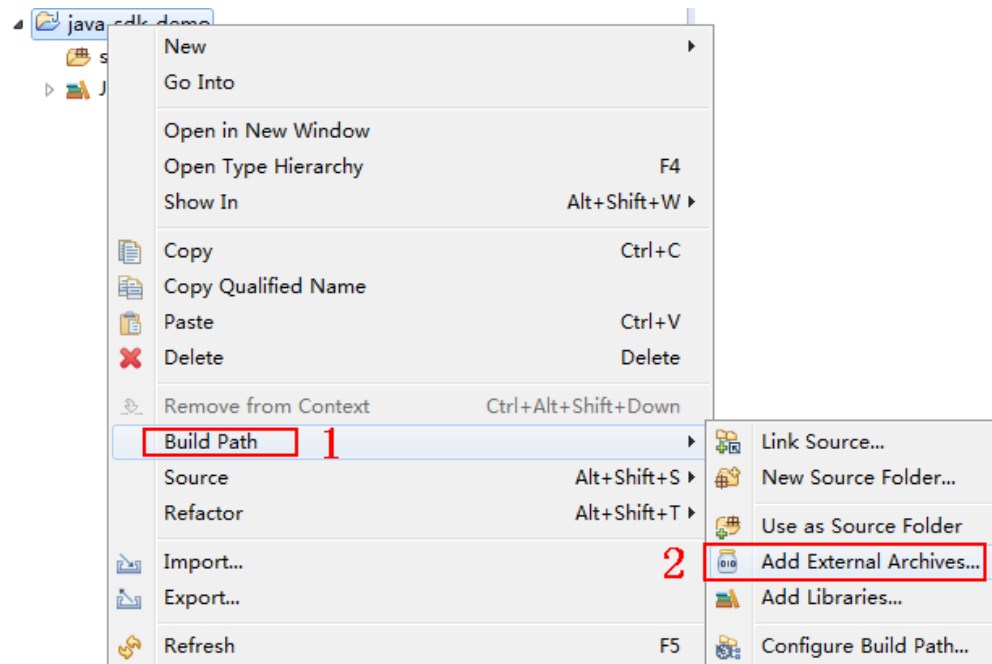 java_sdk_demo
New
Go Into
Open in New Window
Open Type Hierarchy F4
Show In Alt+Shift+W
Copy Ctrl+C
Copy Qualified Name
Paste Ctrl+V
Delete Delete
Remove from Context Ctrl+Alt+Shift+Down
Build Path 1
Source Alt+Shift+S
Refactor Alt+Shift+T
Import...
Export...
Refresh F5
Link Source...
New Source Folder...
Use as Source Folder
2 Add External Archives...
Add Libraries...
Configure Build Path...